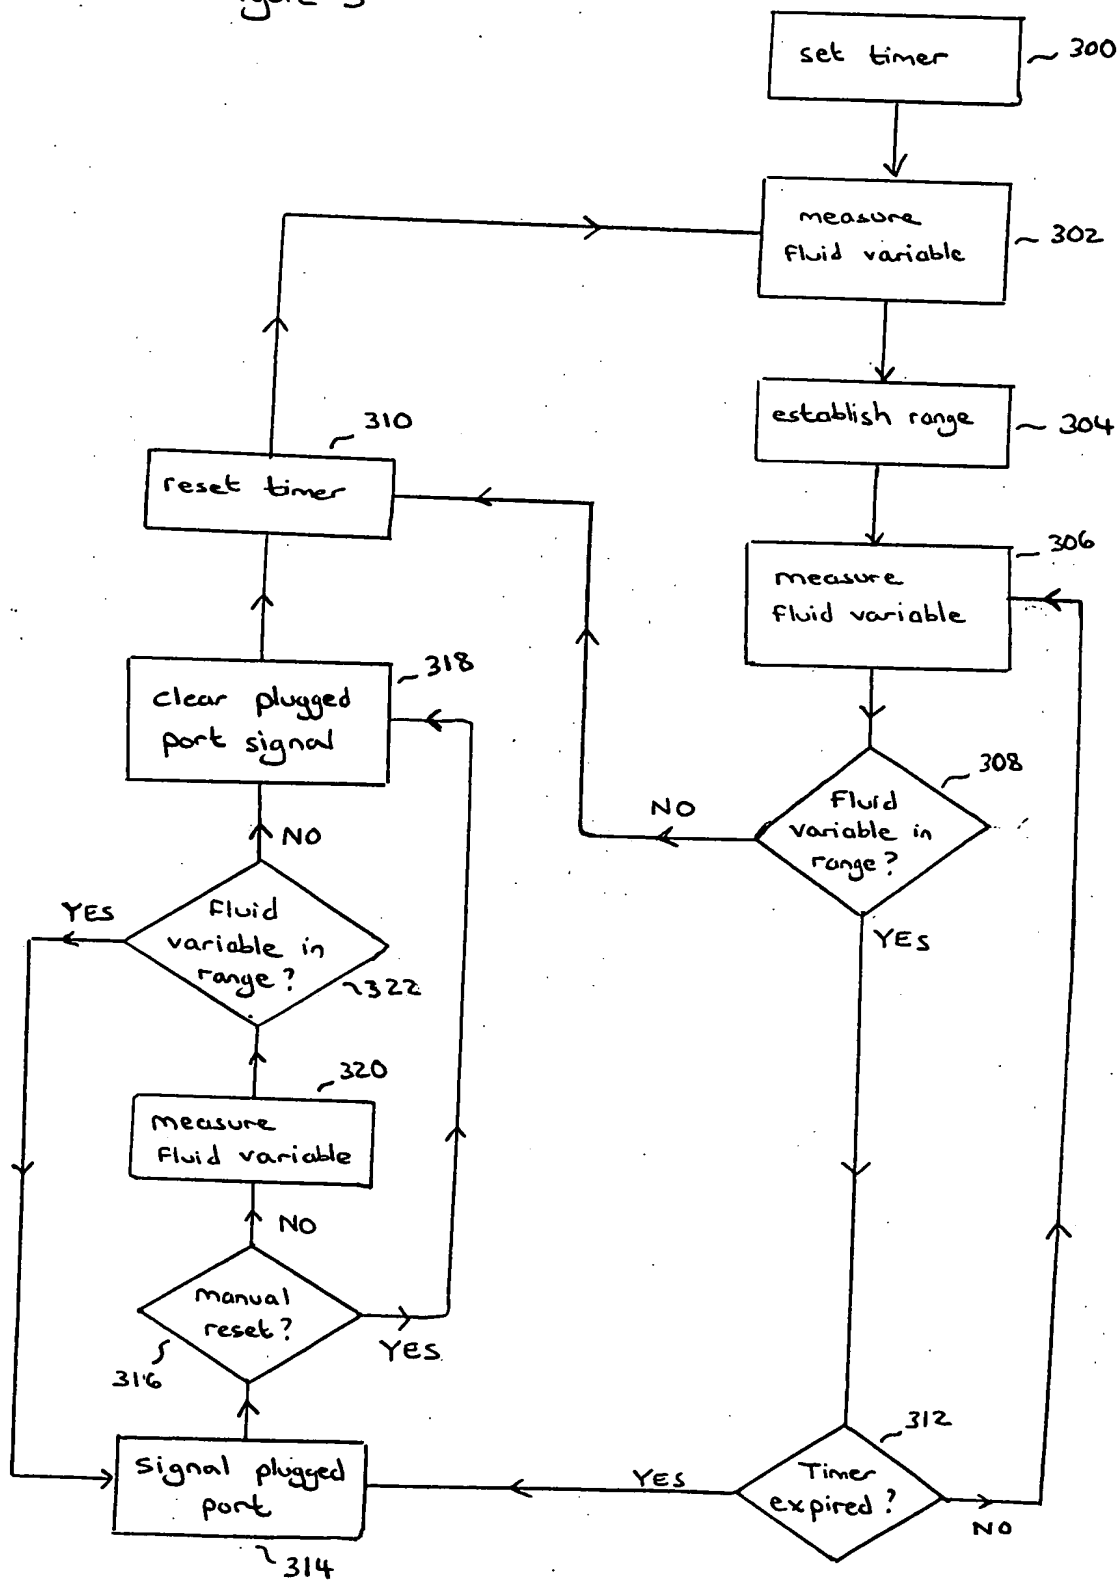 set timer
300
measure
fluid variable
302
establish range
304
310
reset timer
306
measure
fluid variable
318
clear plugged
port signal
308
Fluid
variable in
range?
NO
YES
NO
YES
Fluid
variable in
range?
322
320
measure
fluid variable
NO
manual
reset?
316
YES
312
Timer
expired?
YES
NO
signal plugged
port
314